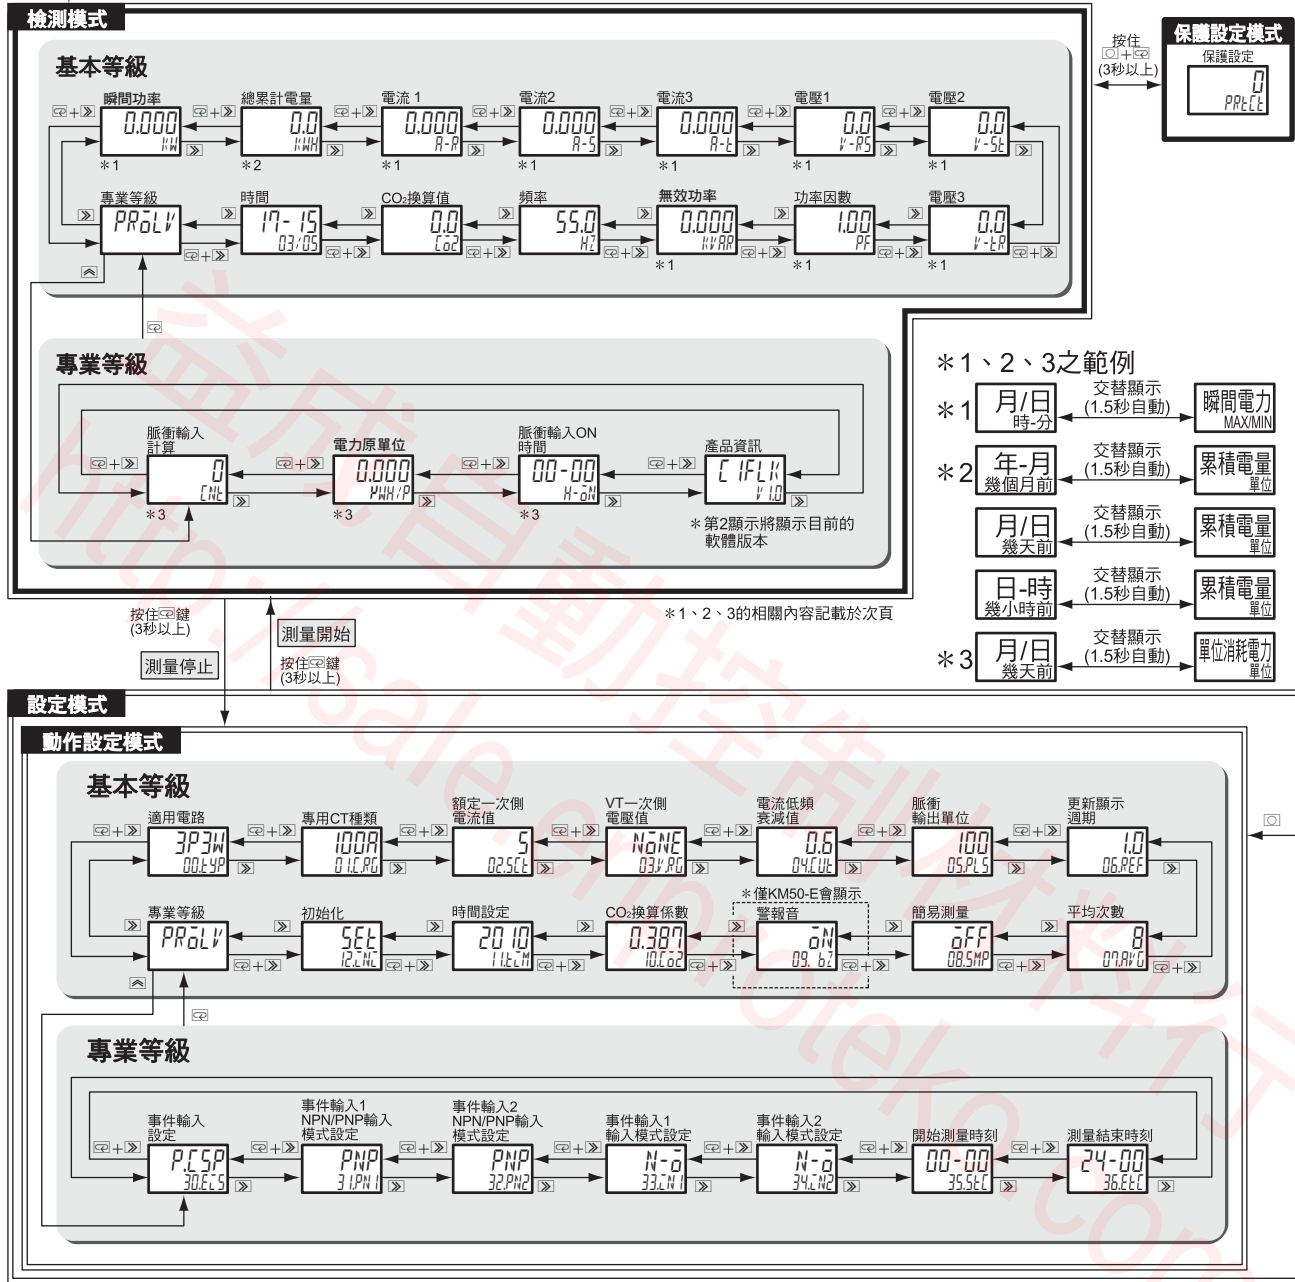 檢測模式
基本等級
瞬間功率
總累計電量
電流 1
電流2
電流3
電壓1
電壓2
0.000
KW
*1
0.0
KWH
*2
0.000
A-R
*1
0.000
A-S
*1
0.000
A-t
*1
0.0
V-RS
*1
0.0
V-St
*1
專業等級
時間
CO₂換算值
頻率
無效功率
功率因數
電壓3
PRoLV
17-15
03/05
0.0
Co2
55.0
HZ
0.000
KVAR
*1
1.00
PF
*1
0.0
V-tR
*1
專業等級
脈衝輸入
計算
0
CNt
*3
電力原單位
0.000
KWH/P
*3
脈衝輸入ON
時間
00-00
H-oN
*3
產品資訊
CIFLK
V 1.0
*第2顯示將顯示目前的
軟體版本
按住
(3秒以上)
保護設定模式
保護設定
0
PRtCt
*1、2、3之範例
*1
月/日
時-分
交替顯示
(1.5秒自動)
瞬間電力
MAX/MIN
*2
年-月
幾個月前
交替顯示
(1.5秒自動)
累積電量
單位
月/日
幾天前
交替顯示
(1.5秒自動)
累積電量
單位
日-時
幾小時前
交替顯示
(1.5秒自動)
累積電量
單位
*3
月/日
幾天前
交替顯示
(1.5秒自動)
單位消耗電力
單位
*1、2、3的相關內容記載於次頁
按住鍵
(3秒以上)
測量停止
測量開始
按住鍵
(3秒以上)
設定模式
動作設定模式
基本等級
適用電路
3P3W
00.tYP
專用CT種類
100A
01.C.RG
額定一次側
電流值
5
02.SCt
VT一次側
電壓值
NoNE
03.V.RG
電流低頻
衰減值
0.6
04.CUt
脈衝
輸出單位
100
05.PLS
更新顯示
週期
1.0
06.REF
專業等級
PRoLV
初始化
SEt
12.iNi
時間設定
2010
11.tiM
CO₂換算係數
0.387
10.Co2
*僅KM50-E會顯示
警報音
oN
09. bZ
簡易測量
oFF
08.SMP
平均次數
8
07.AVG
專業等級
事件輸入
設定
P.CSP
30.ECS
事件輸入1
NPN/PNP輸入
模式設定
PNP
31.PN1
事件輸入2
NPN/PNP輸入
模式設定
PNP
32.PN2
事件輸入1
輸入模式設定
N-o
33.iN1
事件輸入2
輸入模式設定
N-o
34.iN2
開始測量時刻
00-00
35.StC
測量結束時刻
24-00
36.EtC
益成自動控制材料行
http://sale.enproteko.com